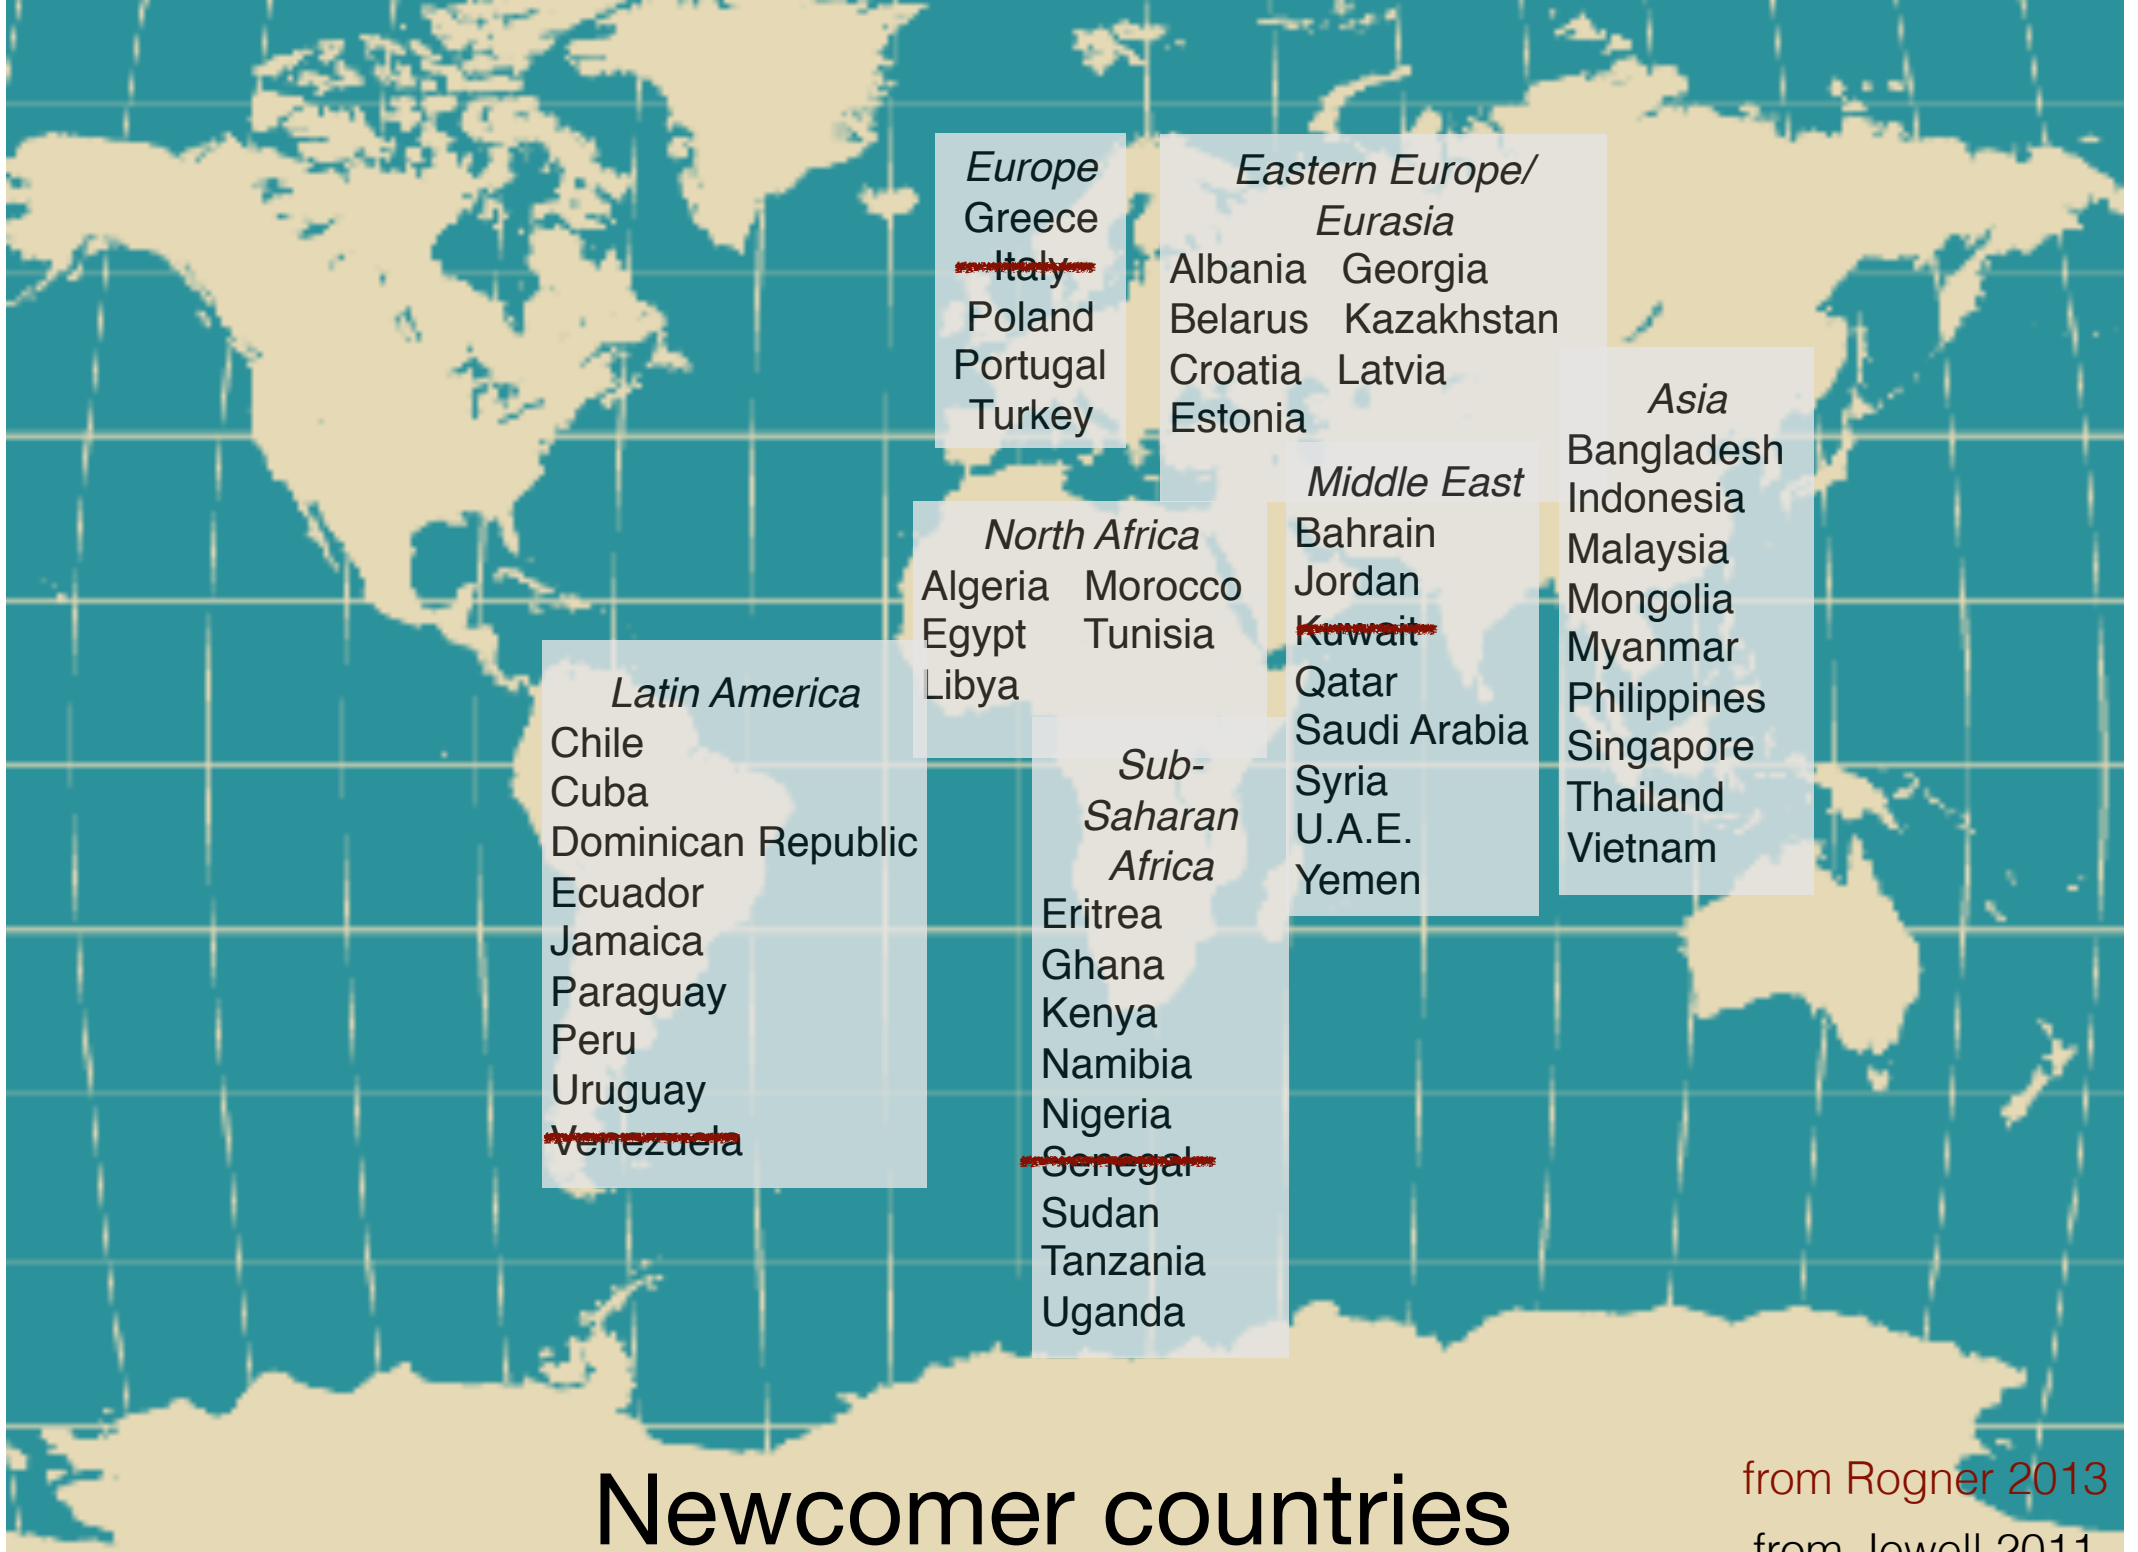 Europe
Greece
Italy
Poland
Portugal
Turkey
Eastern Europe/
Eurasia
Albania Georgia
Belarus Kazakhstan
Croatia Latvia
Estonia
Asia
Bangladesh
Indonesia
Malaysia
Mongolia
Myanmar
Philippines
Singapore
Thailand
Vietnam
Middle East
Bahrain
Jordan
Kuwait
Qatar
Saudi Arabia
Syria
U.A.E.
Yemen
North Africa
Algeria Morocco
Egypt Tunisia
Libya
Latin America
Chile
Cuba
Dominican Republic
Ecuador
Jamaica
Paraguay
Peru
Uruguay
Venezuela
Sub-
Saharan
Africa
Eritrea
Ghana
Kenya
Namibia
Nigeria
Senegal
Sudan
Tanzania
Uganda
Newcomer countries
from Rogner 2013
from Jewell 2011